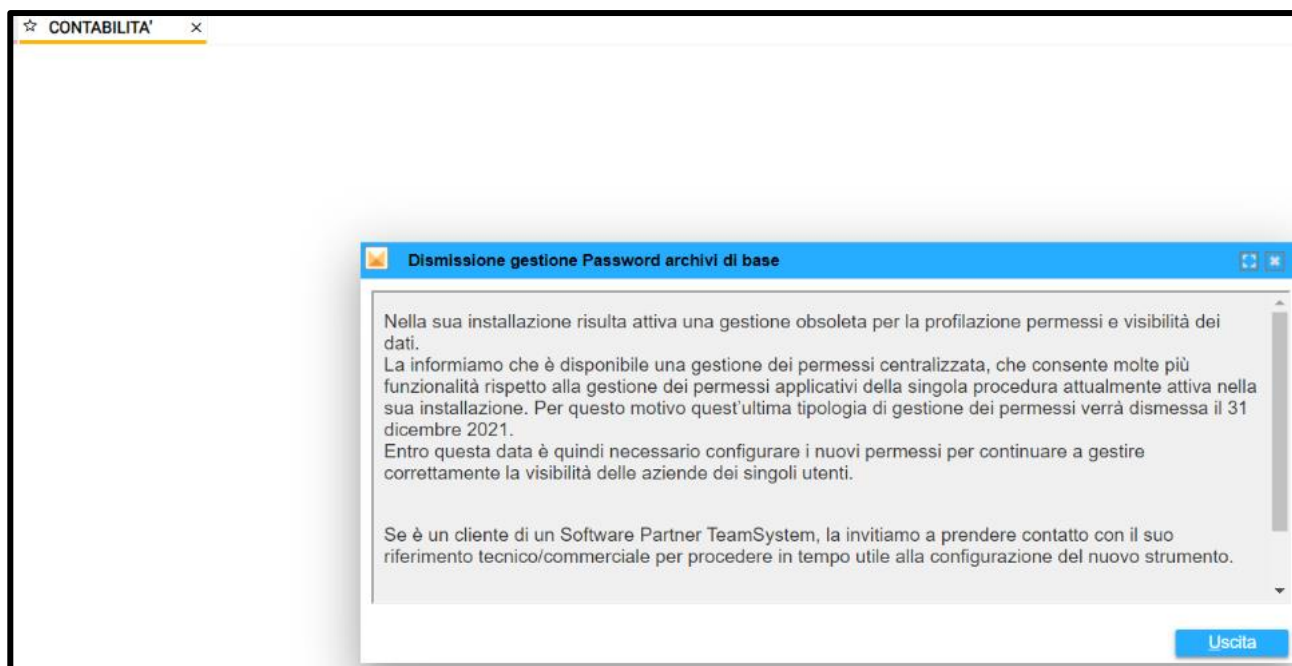 CONTABILITA'
Dismissione gestione Password archivi di base
Nella sua installazione risulta attiva una gestione obsoleta per la profilazione permessi e visibilità dei
dati.
La informiamo che è disponibile una gestione dei permessi centralizzata, che consente molte più
funzionalità rispetto alla gestione dei permessi applicativi della singola procedura attualmente attiva nella
sua installazione. Per questo motivo quest'ultima tipologia di gestione dei permessi verrà dismessa il 31
dicembre 2021.
Entro questa data è quindi necessario configurare i nuovi permessi per continuare a gestire
correttamente la visibilità delle aziende dei singoli utenti.
Se è un cliente di un Software Partner TeamSystem, la invitiamo a prendere contatto con il suo
riferimento tecnico/commerciale per procedere in tempo utile alla configurazione del nuovo strumento.
Uscita